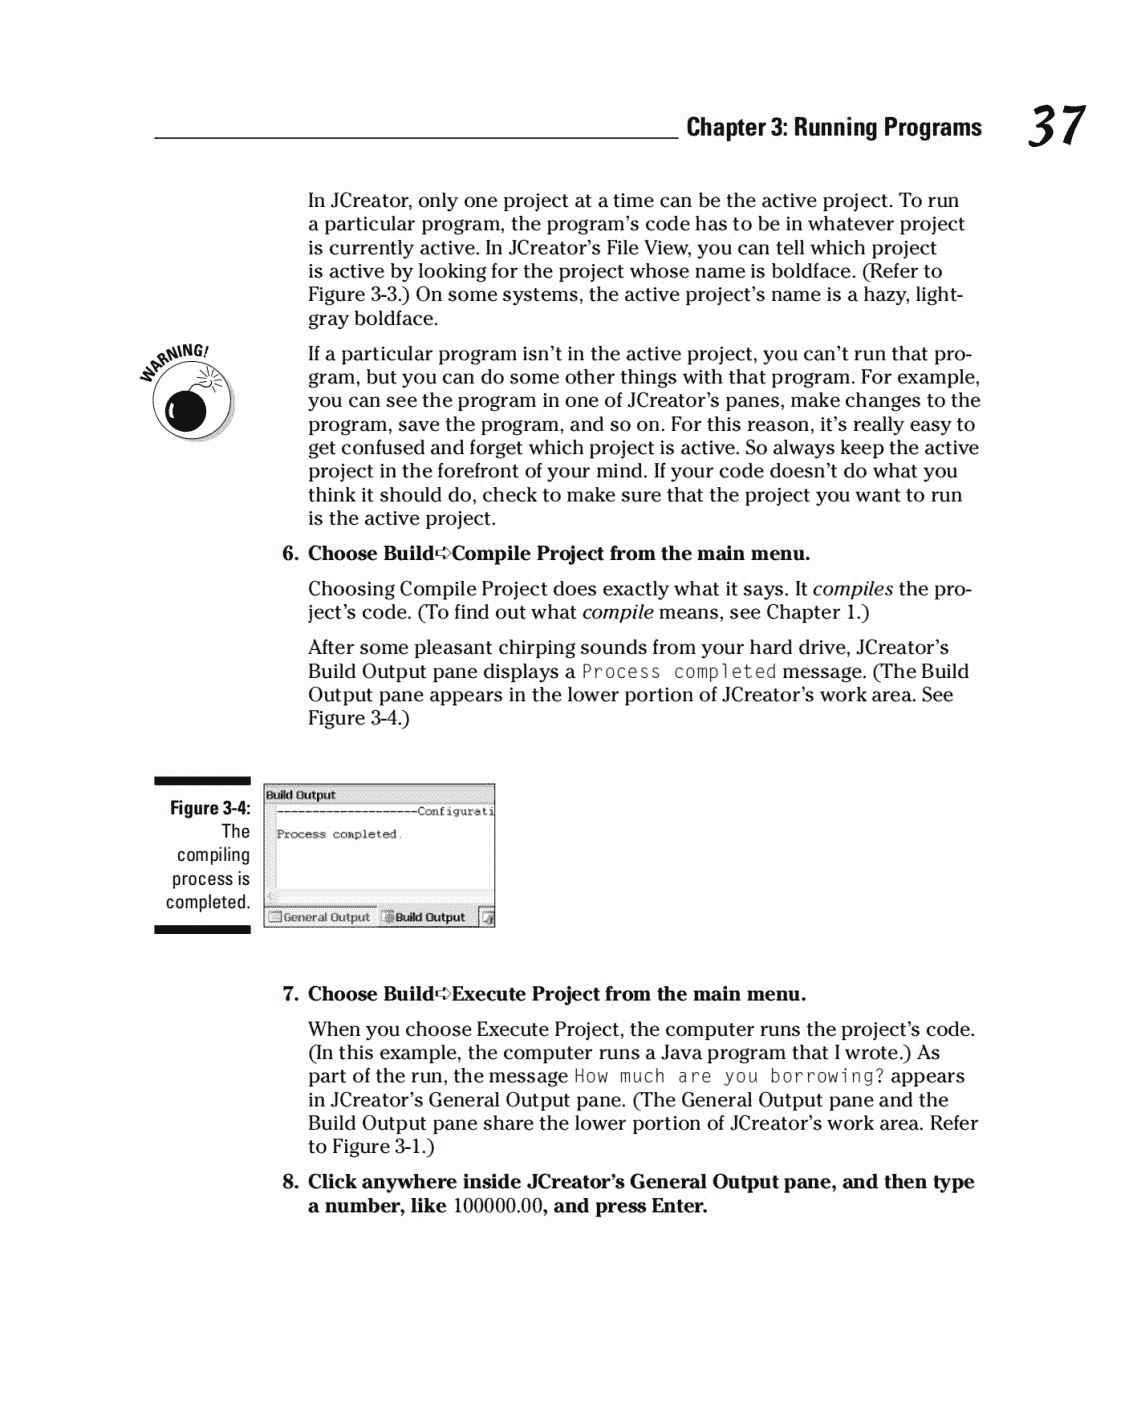 Chapter 3: Running Programs 37
In JCreator, only one project at a time can be the active project. To run
a particular program, the program's code has to be in whatever project
is currently active. In JCreator's File View, you can tell which project
is active by looking for the project whose name is boldface. (Refer to
Figure 3-3.) On some systems, the active project's name is a hazy, light-
gray boldface.
WARNING!
If a particular program isn't in the active project, you can't run that pro-
gram, but you can do some other things with that program. For example,
you can see the program in one of JCreator's panes, make changes to the
program, save the program, and so on. For this reason, it's really easy to
get confused and forget which project is active. So always keep the active
project in the forefront of your mind. If your code doesn't do what you
think it should do, check to make sure that the project you want to run
is the active project.
6. Choose Build➪Compile Project from the main menu.
Choosing Compile Project does exactly what it says. It compiles the pro-
ject's code. (To find out what compile means, see Chapter 1.)
After some pleasant chirping sounds from your hard drive, JCreator's
Build Output pane displays a Process completed message. (The Build
Output pane appears in the lower portion of JCreator's work area. See
Figure 3-4.)
Figure 3-4:
The
compiling
process is
completed.
Build Output
--------------------Configurati
Process completed.
General Output Build Output
7. Choose Build➪Execute Project from the main menu.
When you choose Execute Project, the computer runs the project's code.
(In this example, the computer runs a Java program that I wrote.) As
part of the run, the message How much are you borrowing? appears
in JCreator's General Output pane. (The General Output pane and the
Build Output pane share the lower portion of JCreator's work area. Refer
to Figure 3-1.)
8. Click anywhere inside JCreator's General Output pane, and then type
a number, like 100000.00, and press Enter.